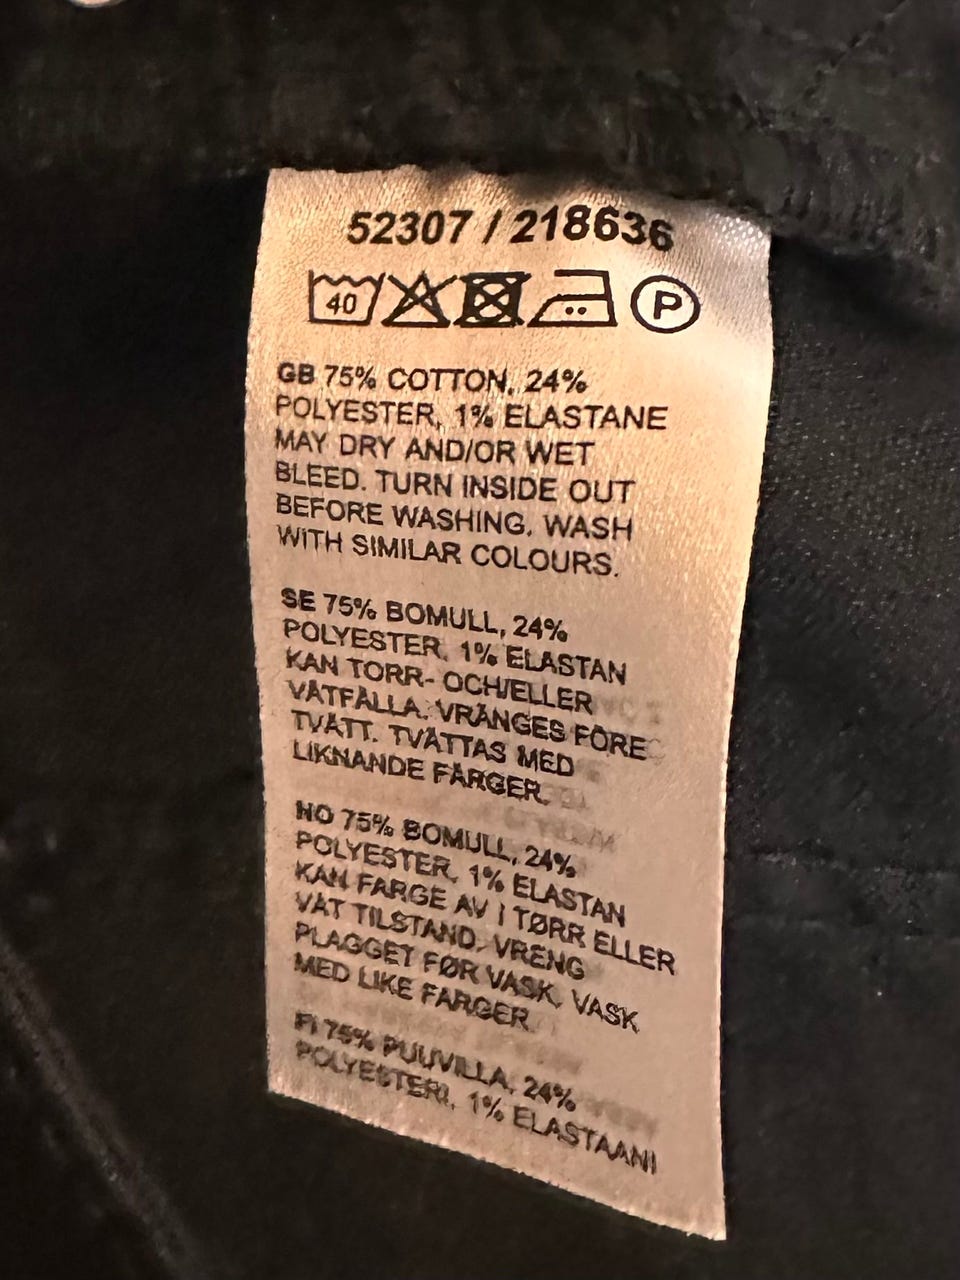 52307 / 218636
40 P
GB 75% COTTON, 24%
POLYESTER, 1% ELASTANE
MAY DRY AND/OR WET
BLEED. TURN INSIDE OUT
BEFORE WASHING. WASH
WITH SIMILAR COLOURS.
SE 75% BOMULL, 24%
POLYESTER, 1% ELASTAN
KAN TORR- OCH/ELLER
VÅTFÄLLA. VRÄNGES FÖRE
TVÄTT. TVÄTTAS MED
LIKNANDE FÄRGER.
NO 75% BOMULL, 24%
POLYESTER, 1% ELASTAN
KAN FARGE AV I TØRR ELLER
VÅT TILSTAND. VRENG
PLAGGET FØR VASK. VASK
MED LIKE FARGER.
FI 75% PUUVILLA, 24%
POLYESTERI, 1% ELASTAANI